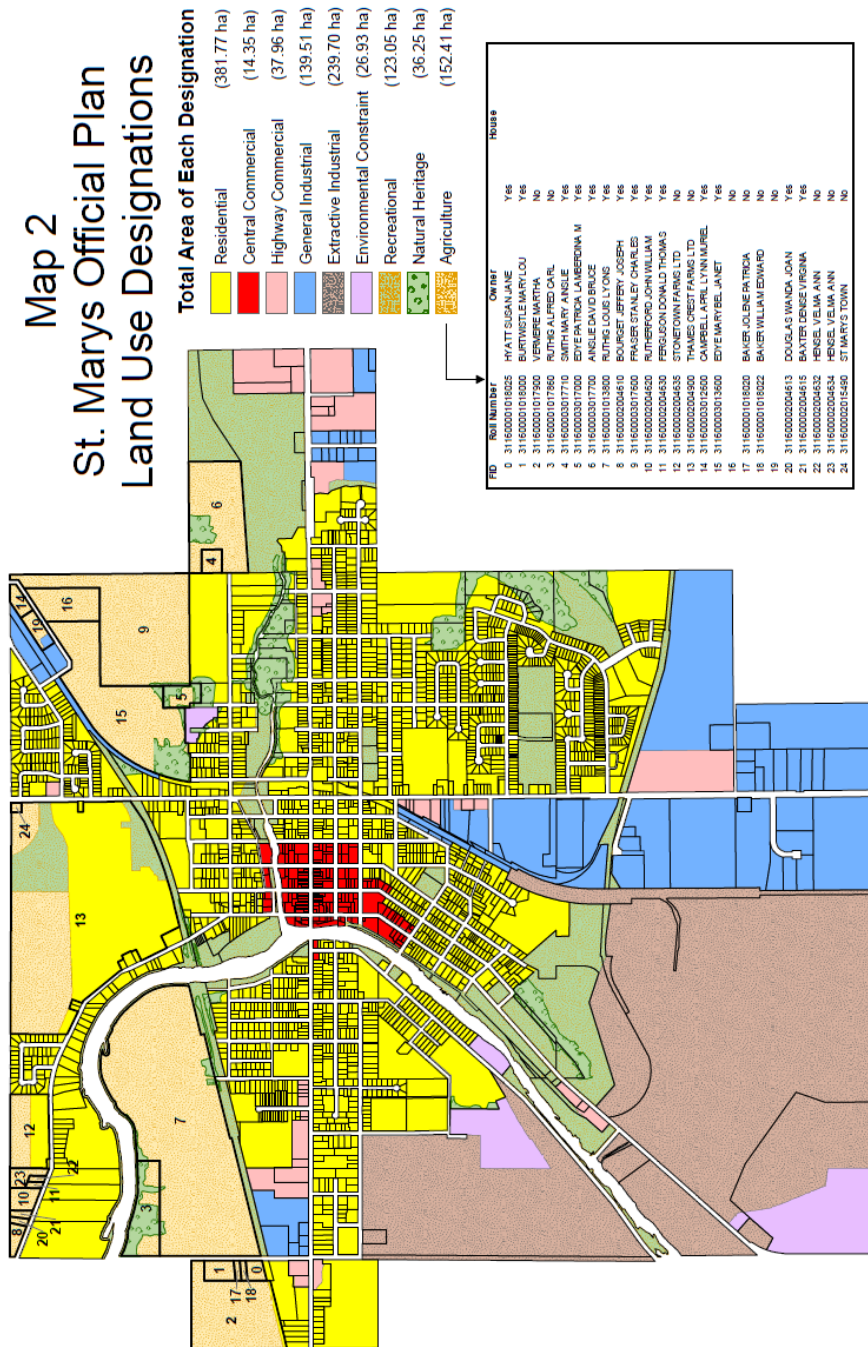 Map 2
St. Marys Official Plan
Land Use Designations
Total Area of Each Designation
Residential (381.77 ha)
Central Commercial (14.35 ha)
Highway Commercial (37.96 ha)
General Industrial (139.51 ha)
Extractive Industrial (239.70 ha)
Environmental Constraint (26.93 ha)
Recreational (123.05 ha)
Natural Heritage (36.25 ha)
Agriculture (152.41 ha)
FID Roll Number Owner House
0 311600001018025 HYATT SUSAN JANE Yes
1 311600001018000 BURTWISTLE MARY LOU Yes
2 311600001017900 VERMEIRE MARTHA No
3 311600001017860 RUTHIG ALFRED CARL No
4 311600003017710 SMITH MARY AINSLIE Yes
5 311600003017000 EDYE PATRICIA LAMBERDINA M Yes
6 311600003017700 AINSLIE DAVID BRUCE Yes
7 311600001013800 RUTHIG LOUIS LYONS Yes
8 311600002004610 BOURGET JEFFERY JOSEPH Yes
9 311600003017500 FRASER STANLEY CHARLES Yes
10 311600002004620 RUTHERFORD JOHN WILLIAM Yes
11 311600002004630 FERGUSON DONALD THOMAS Yes
12 311600002004635 STONETOWN FARMS LTD No
13 311600002004900 THAMES CREST FARMS LTD No
14 311600003012600 CAMPBELL APRIL LYNN MURIEL Yes
15 311600003013600 EDYE MARYBEL JANET Yes
16 No
17 311600001018020 BAKER JOLENE PATRICIA No
18 311600001018022 BAKER WILLIAM EDWARD No
19 No
20 311600002004613 DOUGLAS WANDA JOAN Yes
21 311600002004615 BAXTER DENISE VIRGINIA Yes
22 311600002004632 HENSEL VELMA ANN No
23 311600002004634 HENSEL VELMA ANN No
24 311600002015490 ST MARYS TOWN No
8
20
21
10
11
23
22
12
13
24
14
19
16
9
15
5
4
6
3
7
1
17
18
0
2